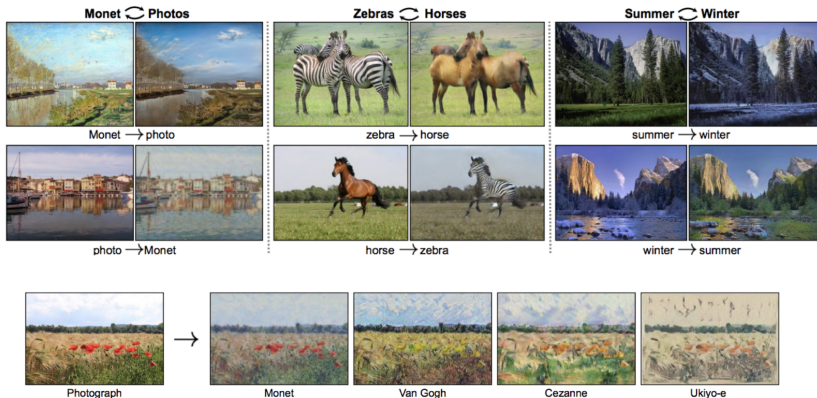 Monet Photos
Zebras Horses
Summer Winter
Monet → photo
zebra → horse
summer → winter
photo → Monet
horse → zebra
winter → summer
Photograph
Monet
Van Gogh
Cezanne
Ukiyo-e